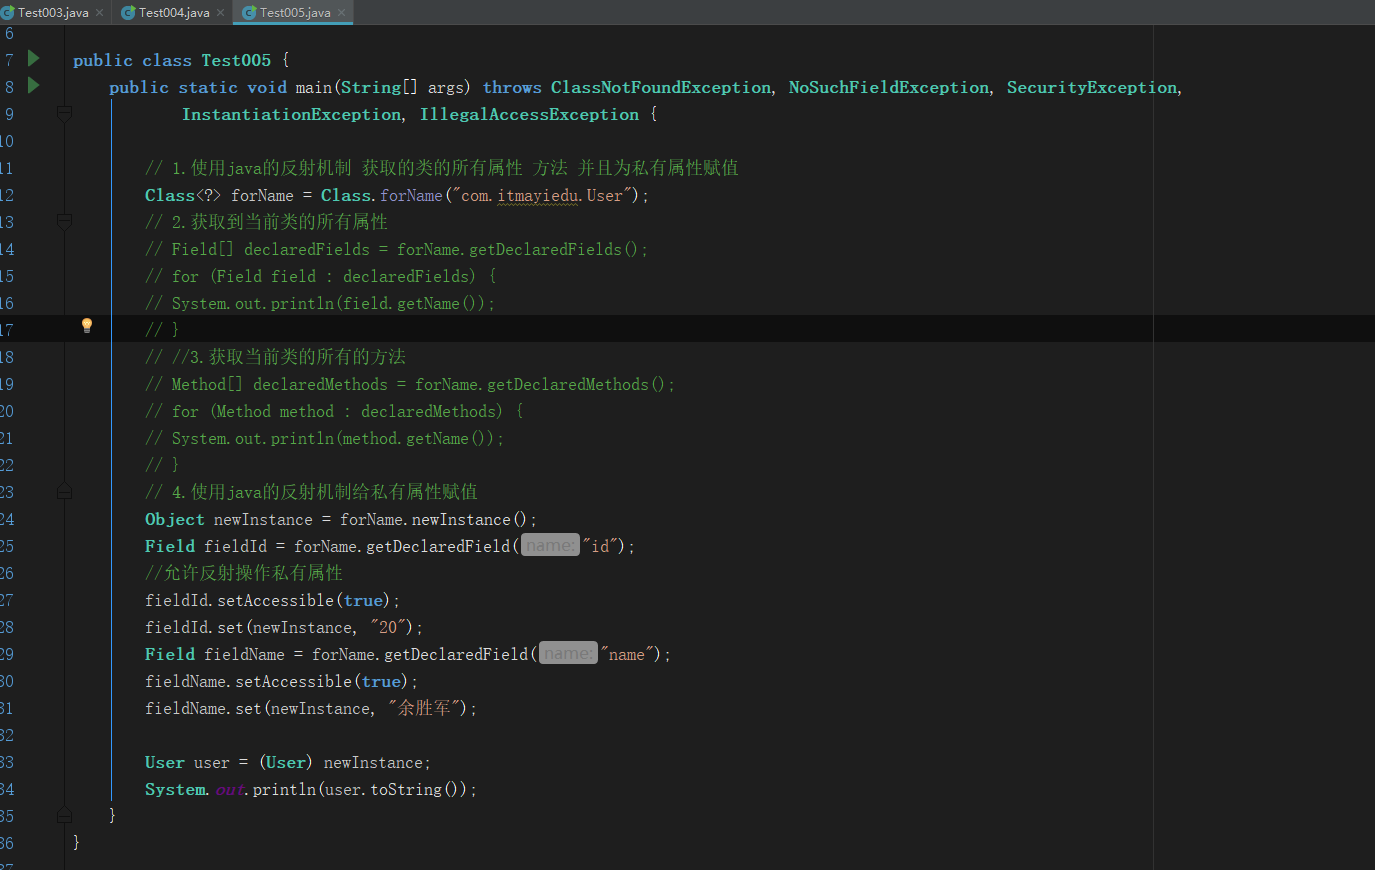 Test003.java × Test004.java × Test005.java ×
6
7 public class Test005 {
8 public static void main(String[] args) throws ClassNotFoundException, NoSuchFieldException, SecurityException,
9 InstantiationException, IllegalAccessException {
10
11 // 1.使用java的反射机制 获取的类的所有属性 方法 并且为私有属性赋值
12 Class<?> forName = Class.forName("com.itmayiedu.User");
13 // 2.获取到当前类的所有属性
14 // Field[] declaredFields = forName.getDeclaredFields();
15 // for (Field field : declaredFields) {
16 // System.out.println(field.getName());
17 // }
18 // //3.获取当前类的所有的方法
19 // Method[] declaredMethods = forName.getDeclaredMethods();
20 // for (Method method : declaredMethods) {
21 // System.out.println(method.getName());
22 // }
23 // 4.使用java的反射机制给私有属性赋值
24 Object newInstance = forName.newInstance();
25 Field fieldId = forName.getDeclaredField( name: "id");
26 //允许反射操作私有属性
27 fieldId.setAccessible(true);
28 fieldId.set(newInstance, "20");
29 Field fieldName = forName.getDeclaredField( name: "name");
30 fieldName.setAccessible(true);
31 fieldName.set(newInstance, "余胜军");
32
33 User user = (User) newInstance;
34 System.out.println(user.toString());
35 }
36 }
37